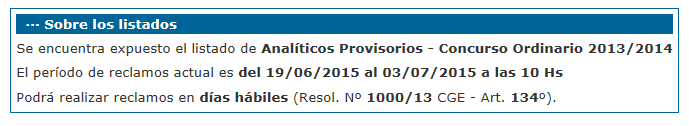 ··· Sobre los listados
Se encuentra expuesto el listado de Analíticos Provisorios - Concurso Ordinario 2013/2014
El período de reclamos actual es del 19/06/2015 al 03/07/2015 a las 10 Hs
Podrá realizar reclamos en días hábiles (Resol. Nº 1000/13 CGE - Art. 134º).